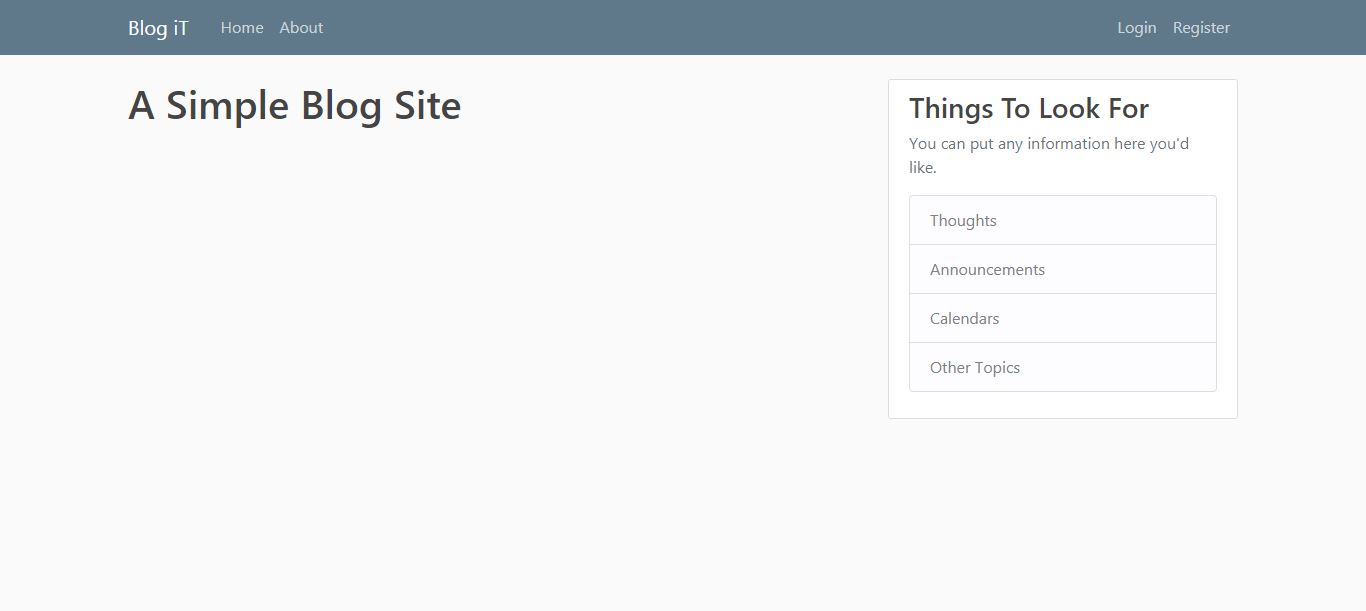 Blog iT Home About Login Register
A Simple Blog Site
Things To Look For
You can put any information here you'd
like.
Thoughts
Announcements
Calendars
Other Topics